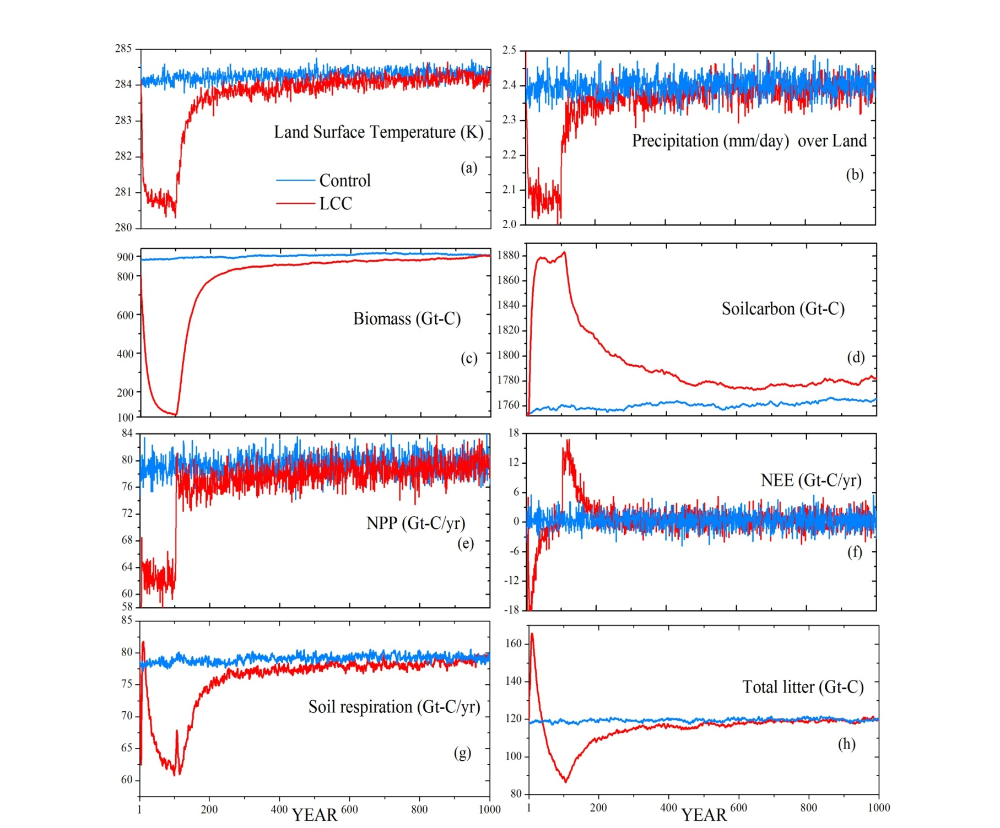 285
284
283
282
281
280
Land Surface Temperature (K)
(a)
Control
LCC
2.5
2.4
2.3
2.2
2.1
2.0
Precipitation (mm/day) over Land
(b)
900
800
600
400
200
100
Biomass (Gt-C)
(c)
1880
1860
1840
1820
1800
1780
1760
Soilcarbon (Gt-C)
(d)
84
80
76
72
68
64
60
58
NPP (Gt-C/yr)
(e)
18
12
6
0
-6
-12
-18
NEE (Gt-C/yr)
(f)
85
80
75
70
65
60
Soil respiration (Gt-C/yr)
(g)
1 200 400 YEAR 600 800 1000
160
140
120
100
80
Total litter (Gt-C)
(h)
1 200 400 YEAR 600 800 1000